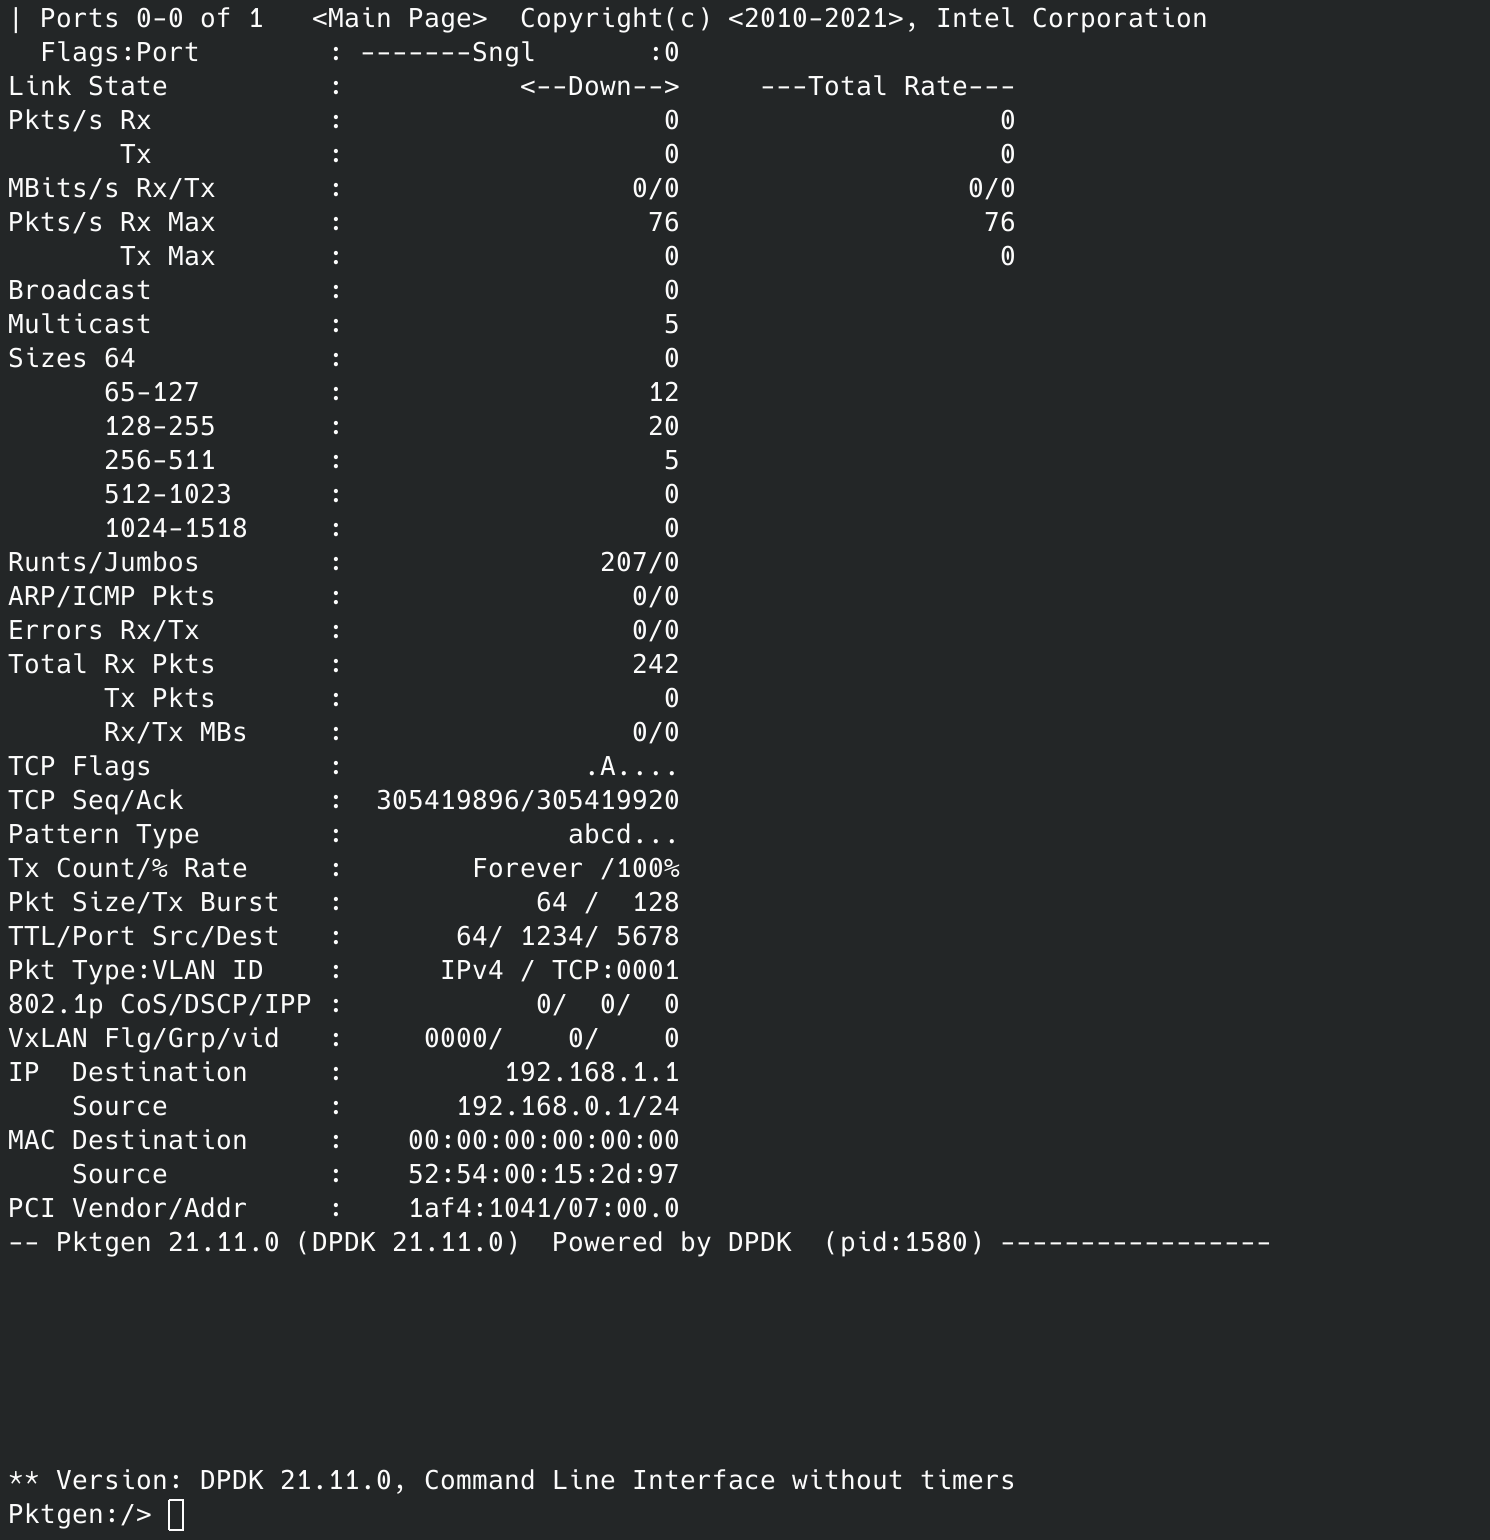 | Ports 0-0 of 1   <Main Page>  Copyright(c) <2010-2021>, Intel Corporation
  Flags:Port        : -------Sngl       :0
Link State          :           <--Down-->     ---Total Rate---
Pkts/s Rx           :                    0                    0
       Tx           :                    0                    0
MBits/s Rx/Tx       :                  0/0                  0/0
Pkts/s Rx Max       :                   76                   76
       Tx Max       :                    0                    0
Broadcast           :                    0
Multicast           :                    5
Sizes 64            :                    0
      65-127        :                   12
      128-255       :                   20
      256-511       :                    5
      512-1023      :                    0
      1024-1518     :                    0
Runts/Jumbos        :                207/0
ARP/ICMP Pkts       :                  0/0
Errors Rx/Tx        :                  0/0
Total Rx Pkts       :                  242
      Tx Pkts       :                    0
      Rx/Tx MBs     :                  0/0
TCP Flags           :               .A....
TCP Seq/Ack         :  305419896/305419920
Pattern Type        :              abcd...
Tx Count/% Rate     :        Forever /100%
Pkt Size/Tx Burst   :            64 /  128
TTL/Port Src/Dest   :       64/ 1234/ 5678
Pkt Type:VLAN ID    :      IPv4 / TCP:0001
802.1p CoS/DSCP/IPP :            0/  0/  0
VxLAN Flg/Grp/vid   :     0000/    0/    0
IP  Destination     :          192.168.1.1
    Source          :       192.168.0.1/24
MAC Destination     :    00:00:00:00:00:00
    Source          :    52:54:00:15:2d:97
PCI Vendor/Addr     :    1af4:1041/07:00.0
-- Pktgen 21.11.0 (DPDK 21.11.0)  Powered by DPDK  (pid:1580) -----------------
** Version: DPDK 21.11.0, Command Line Interface without timers
Pktgen:/>